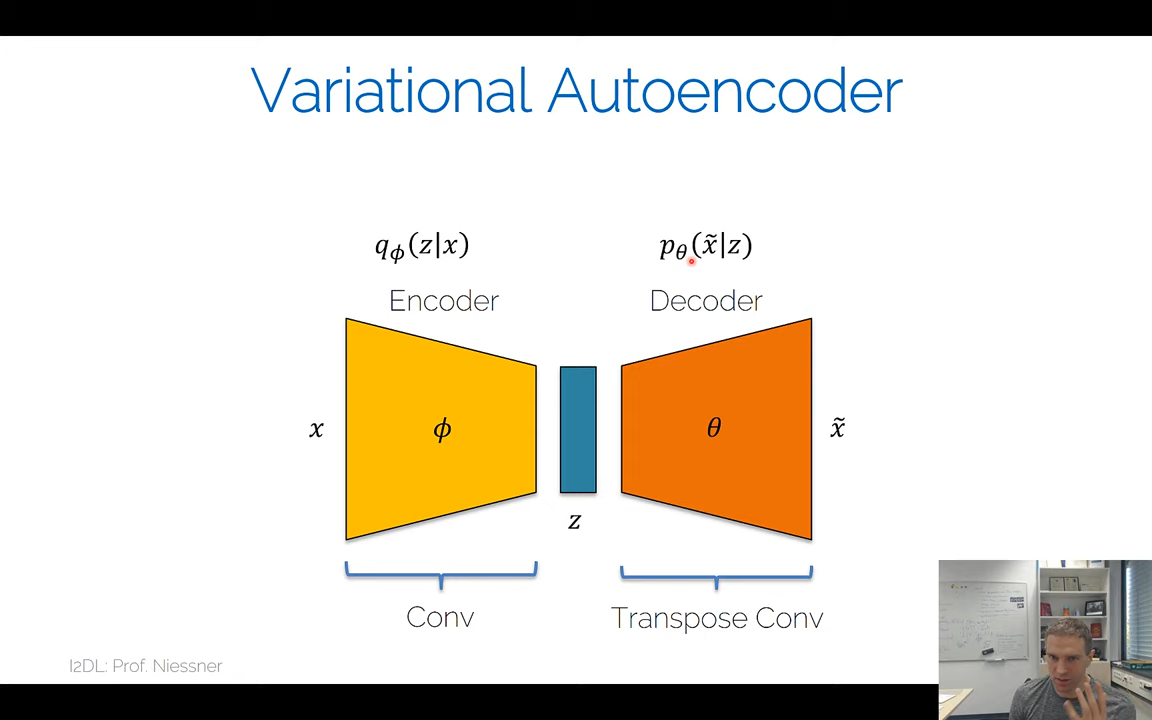 Variational Autoencoder
q_ϕ(z|x)
p_θ(x̃|z)
Encoder
Decoder
x
ϕ
θ
x̃
z
Conv
Transpose Conv
I2DL: Prof. Niessner